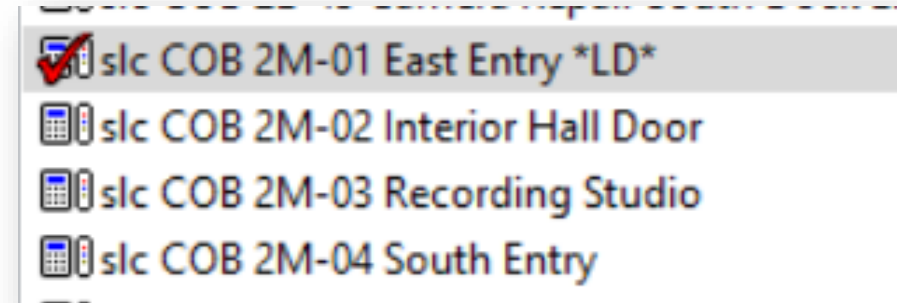 slc COB 2M-01 East Entry *LD*
slc COB 2M-02 Interior Hall Door
slc COB 2M-03 Recording Studio
slc COB 2M-04 South Entry